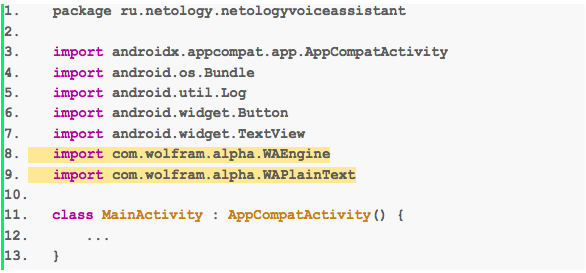 1. package ru.netology.netologyvoiceassistant
2.
3. import androidx.appcompat.app.AppCompatActivity
4. import android.os.Bundle
5. import android.util.Log
6. import android.widget.Button
7. import android.widget.TextView
8. import com.wolfram.alpha.WAEngine
9. import com.wolfram.alpha.WAPlainText
10.
11. class MainActivity : AppCompatActivity() {
12. ...
13. }